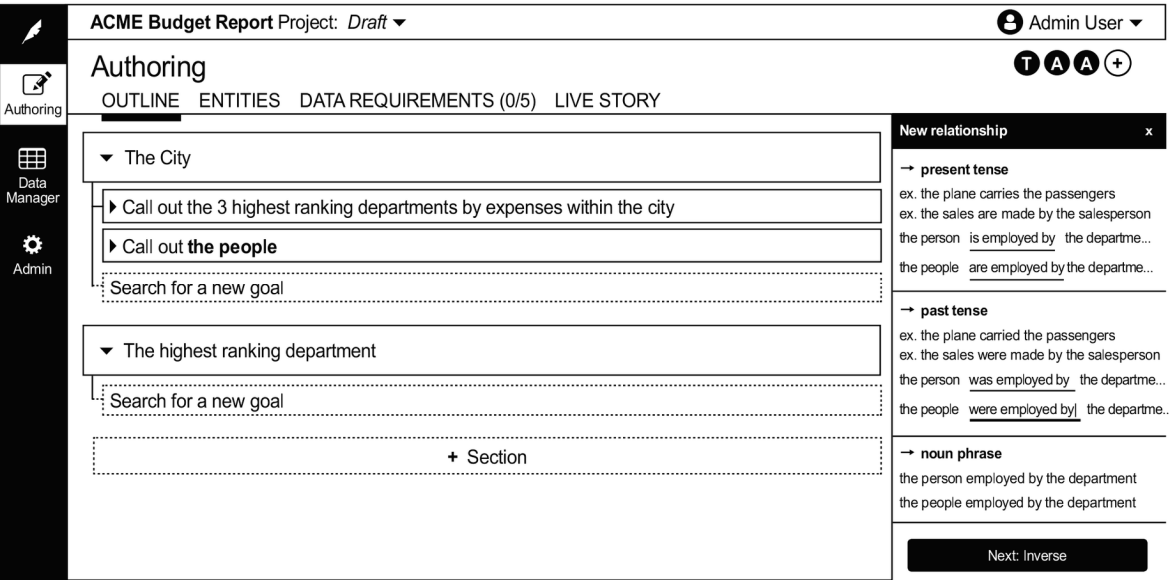 ACME Budget Report Project: Draft
Admin User
Authoring
T A A +
OUTLINE ENTITIES DATA REQUIREMENTS (0/5) LIVE STORY
Authoring
Data
Manager
Admin
The City
Call out the 3 highest ranking departments by expenses within the city
Call out the people
Search for a new goal
The highest ranking department
Search for a new goal
+ Section
New relationship x
→ present tense
ex. the plane carries the passengers
ex. the sales are made by the salesperson
the person is employed by the departme...
the people are employed by the departme...
→ past tense
ex. the plane carried the passengers
ex. the sales were made by the salesperson
the person was employed by the departme...
the people were employed by the departme..
→ noun phrase
the person employed by the department
the people employed by the department
Next: Inverse